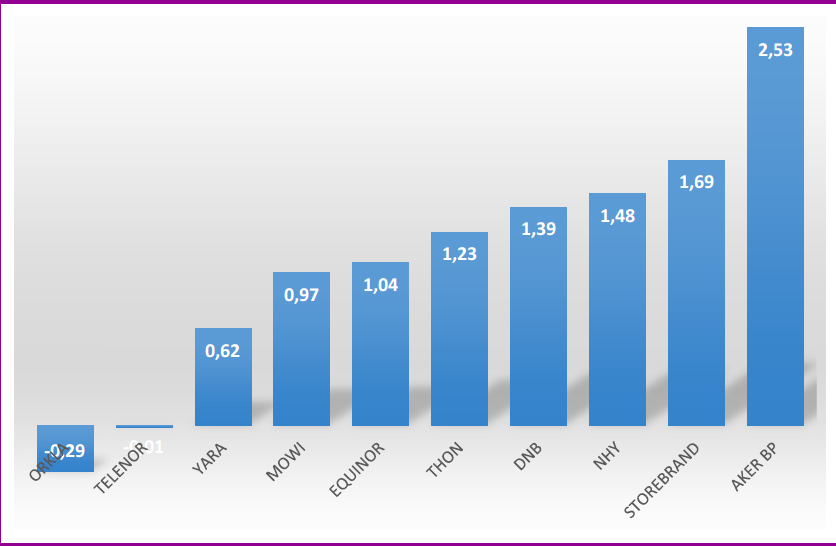 2,53
1,69
1,48
1,39
1,23
1,04
0,97
0,62
-0,29
-0,01
ORKLA
TELENOR
YARA
MOWI
EQUINOR
THON
DNB
NHY
STOREBRAND
AKER BP